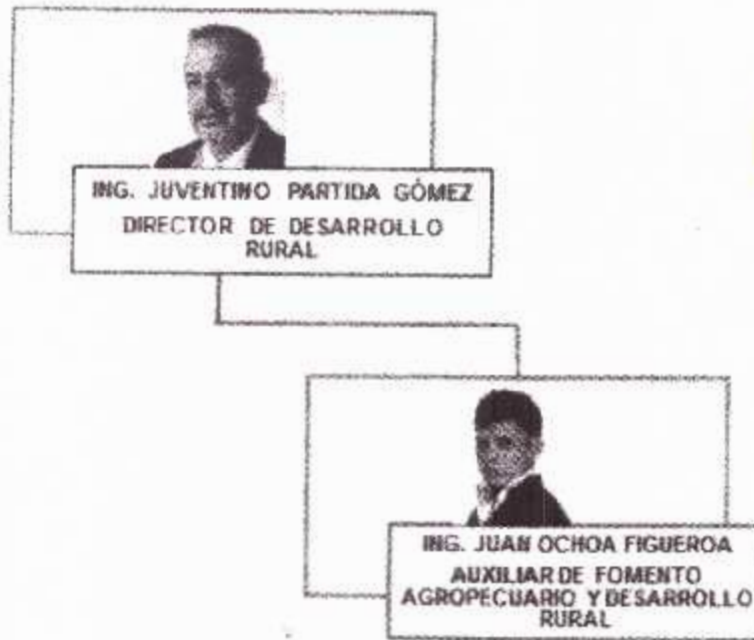 ING. JUVENTINO PARTIDA GÓMEZ
DIRECTOR DE DESARROLLO
RURAL
ING. JUAN OCHOA FIGUEROA
AUXILIAR DE FOMENTO
AGROPECUARIO Y DESARROLLO
RURAL